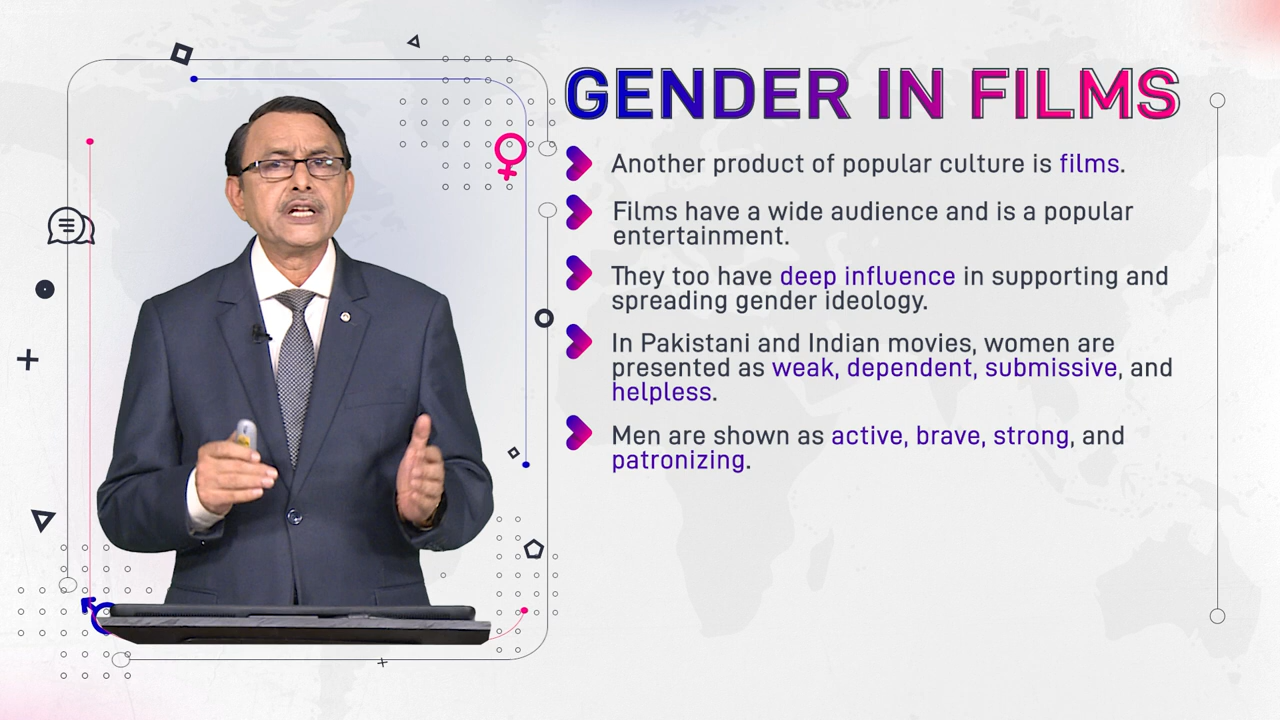 GENDER IN FILMS
Another product of popular culture is films.
Films have a wide audience and is a popular
entertainment.
They too have deep influence in supporting and
spreading gender ideology.
In Pakistani and Indian movies, women are
presented as weak, dependent, submissive, and
helpless.
Men are shown as active, brave, strong, and
patronizing.